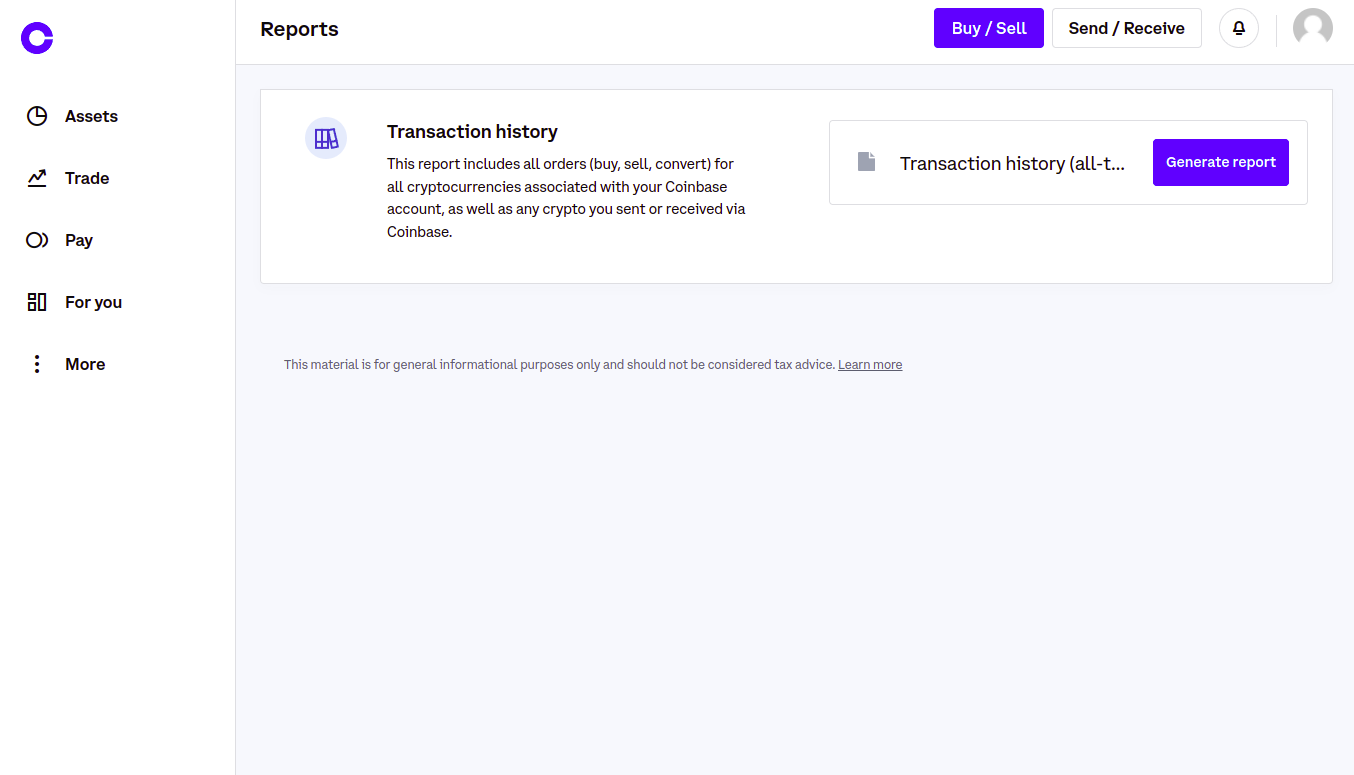 Reports
Buy / Sell
Send / Receive
Assets
Trade
Pay
For you
More
Transaction history
This report includes all orders (buy, sell, convert) for
all cryptocurrencies associated with your Coinbase
account, as well as any crypto you sent or received via
Coinbase.
Transaction history (all-t...
Generate report
This material is for general informational purposes only and should not be considered tax advice. Learn more